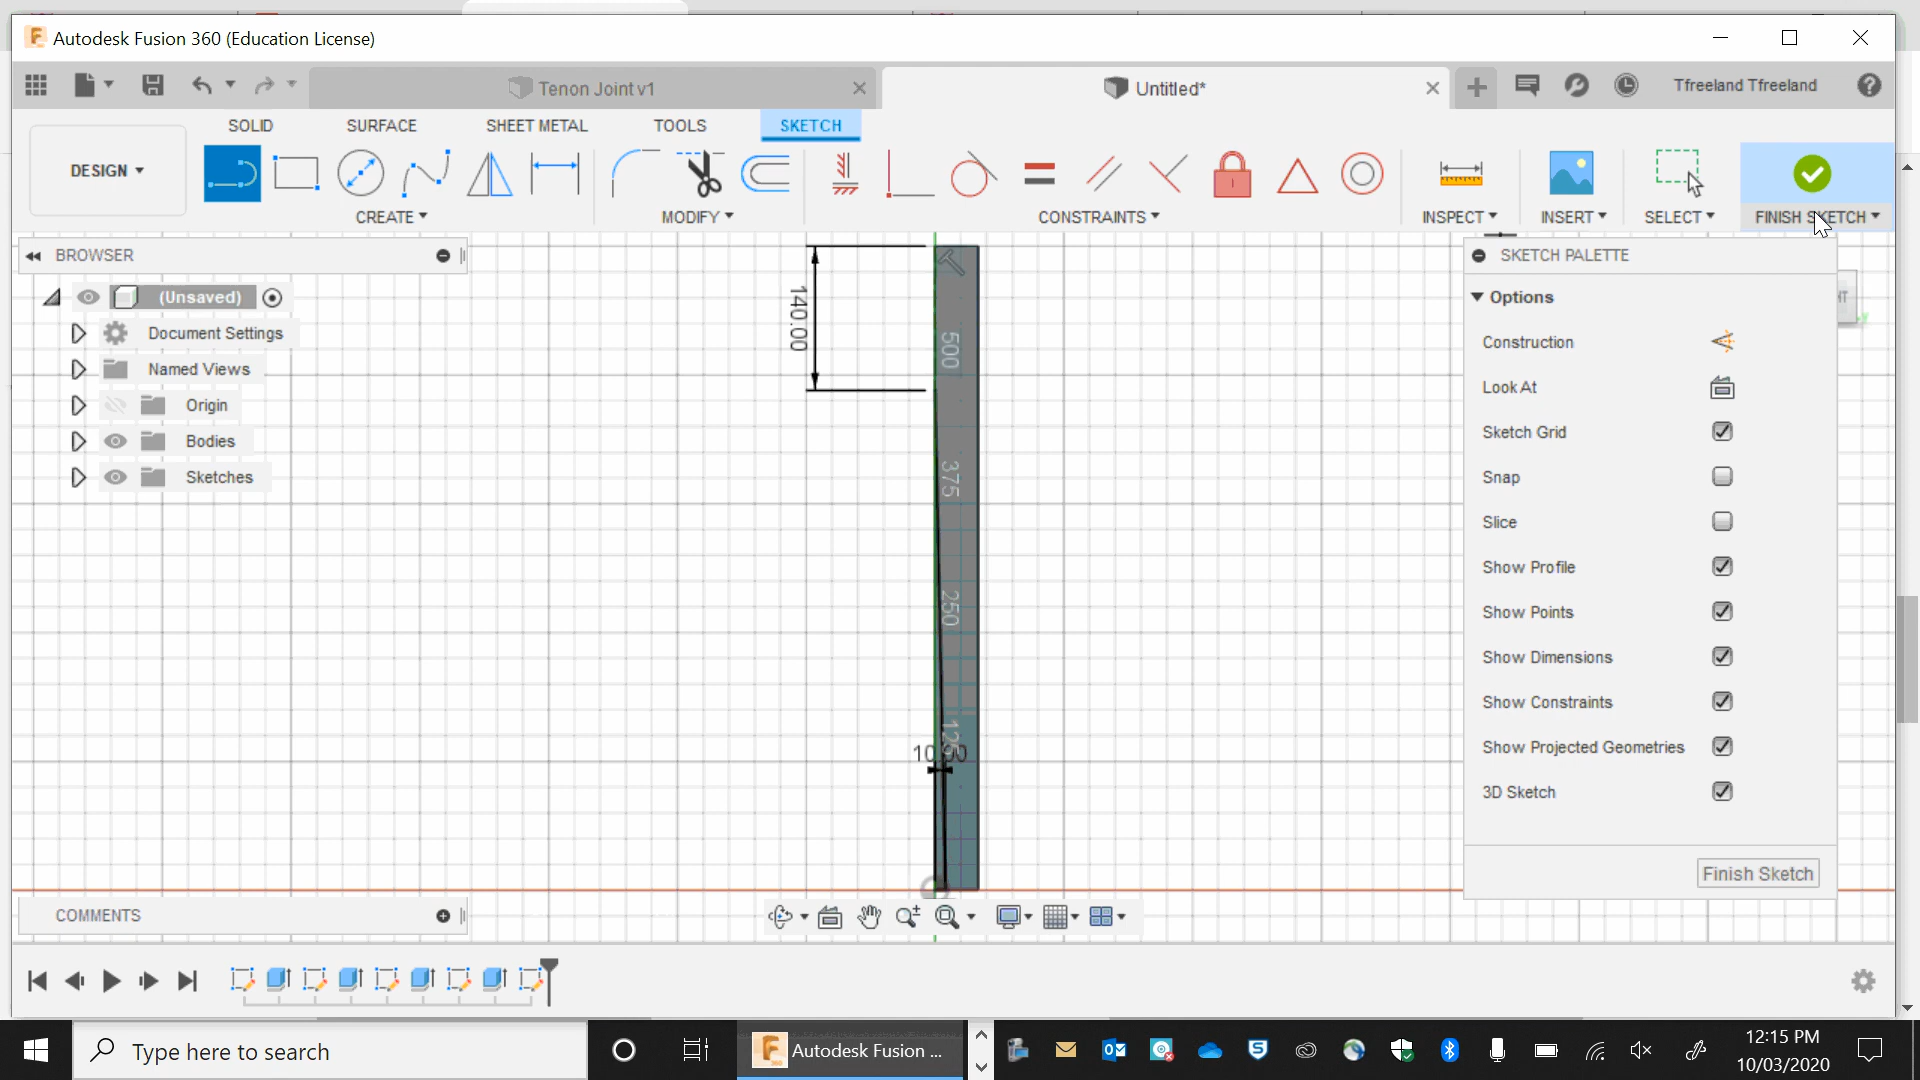 Autodesk Fusion 360 (Education License)
Tenon Joint v1
Untitled*
Tfreeland Tfreeland
DESIGN
SOLID
SURFACE
SHEET METAL
TOOLS
SKETCH
CREATE
MODIFY
CONSTRAINTS
INSPECT
INSERT
SELECT
FINISH SKETCH
BROWSER
(Unsaved)
Document Settings
Named Views
Origin
Bodies
Sketches
140.00
500
375
250
125
SKETCH PALETTE
Options
Construction
Look At
Sketch Grid
Snap
Slice
Show Profile
Show Points
Show Dimensions
Show Constraints
Show Projected Geometries
3D Sketch
Finish Sketch
COMMENTS
Type here to search
Autodesk Fusion ...
12:15 PM
10/03/2020